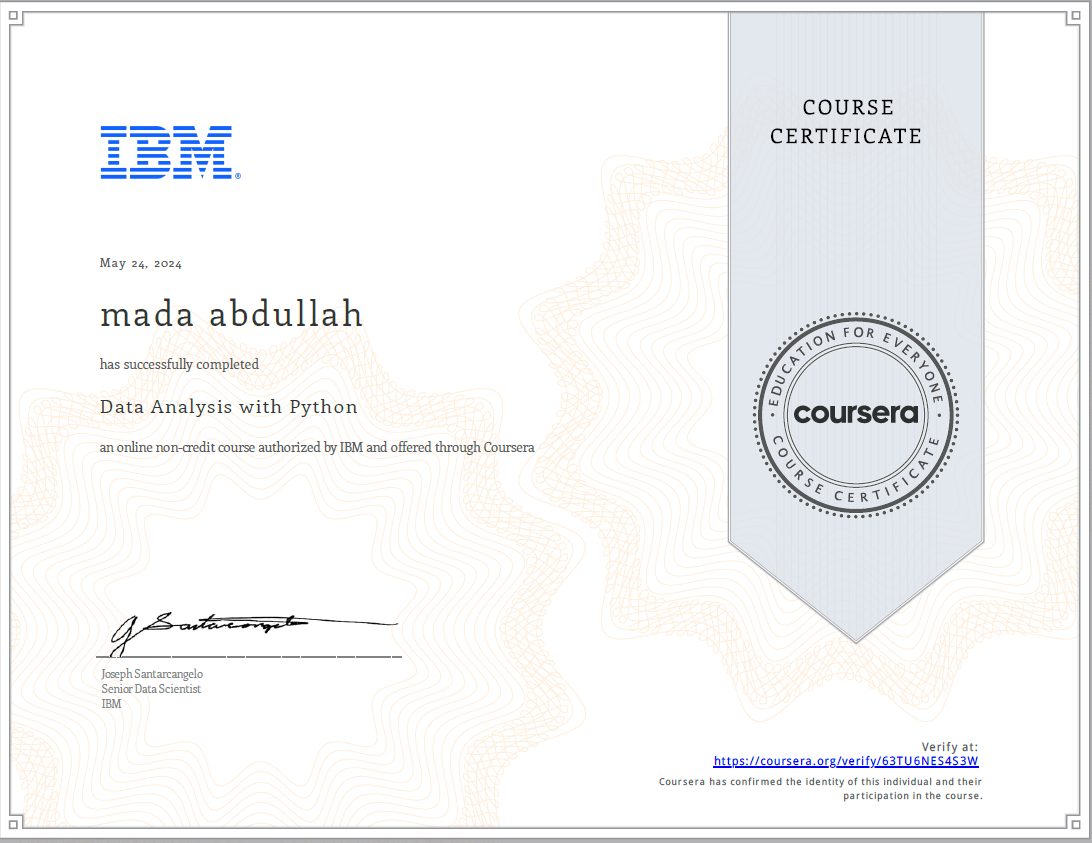 COURSE
CERTIFICATE
IBM®
May 24, 2024
mada abdullah
has successfully completed
Data Analysis with Python
an online non-credit course authorized by IBM and offered through Coursera
EDUCATION FOR EVERYONE
coursera
COURSE CERTIFICATE
J Santarcangelo
Joseph Santarcangelo
Senior Data Scientist
IBM
Verify at:
https://coursera.org/verify/63TU6NES4S3W
Coursera has confirmed the identity of this individual and their
participation in the course.